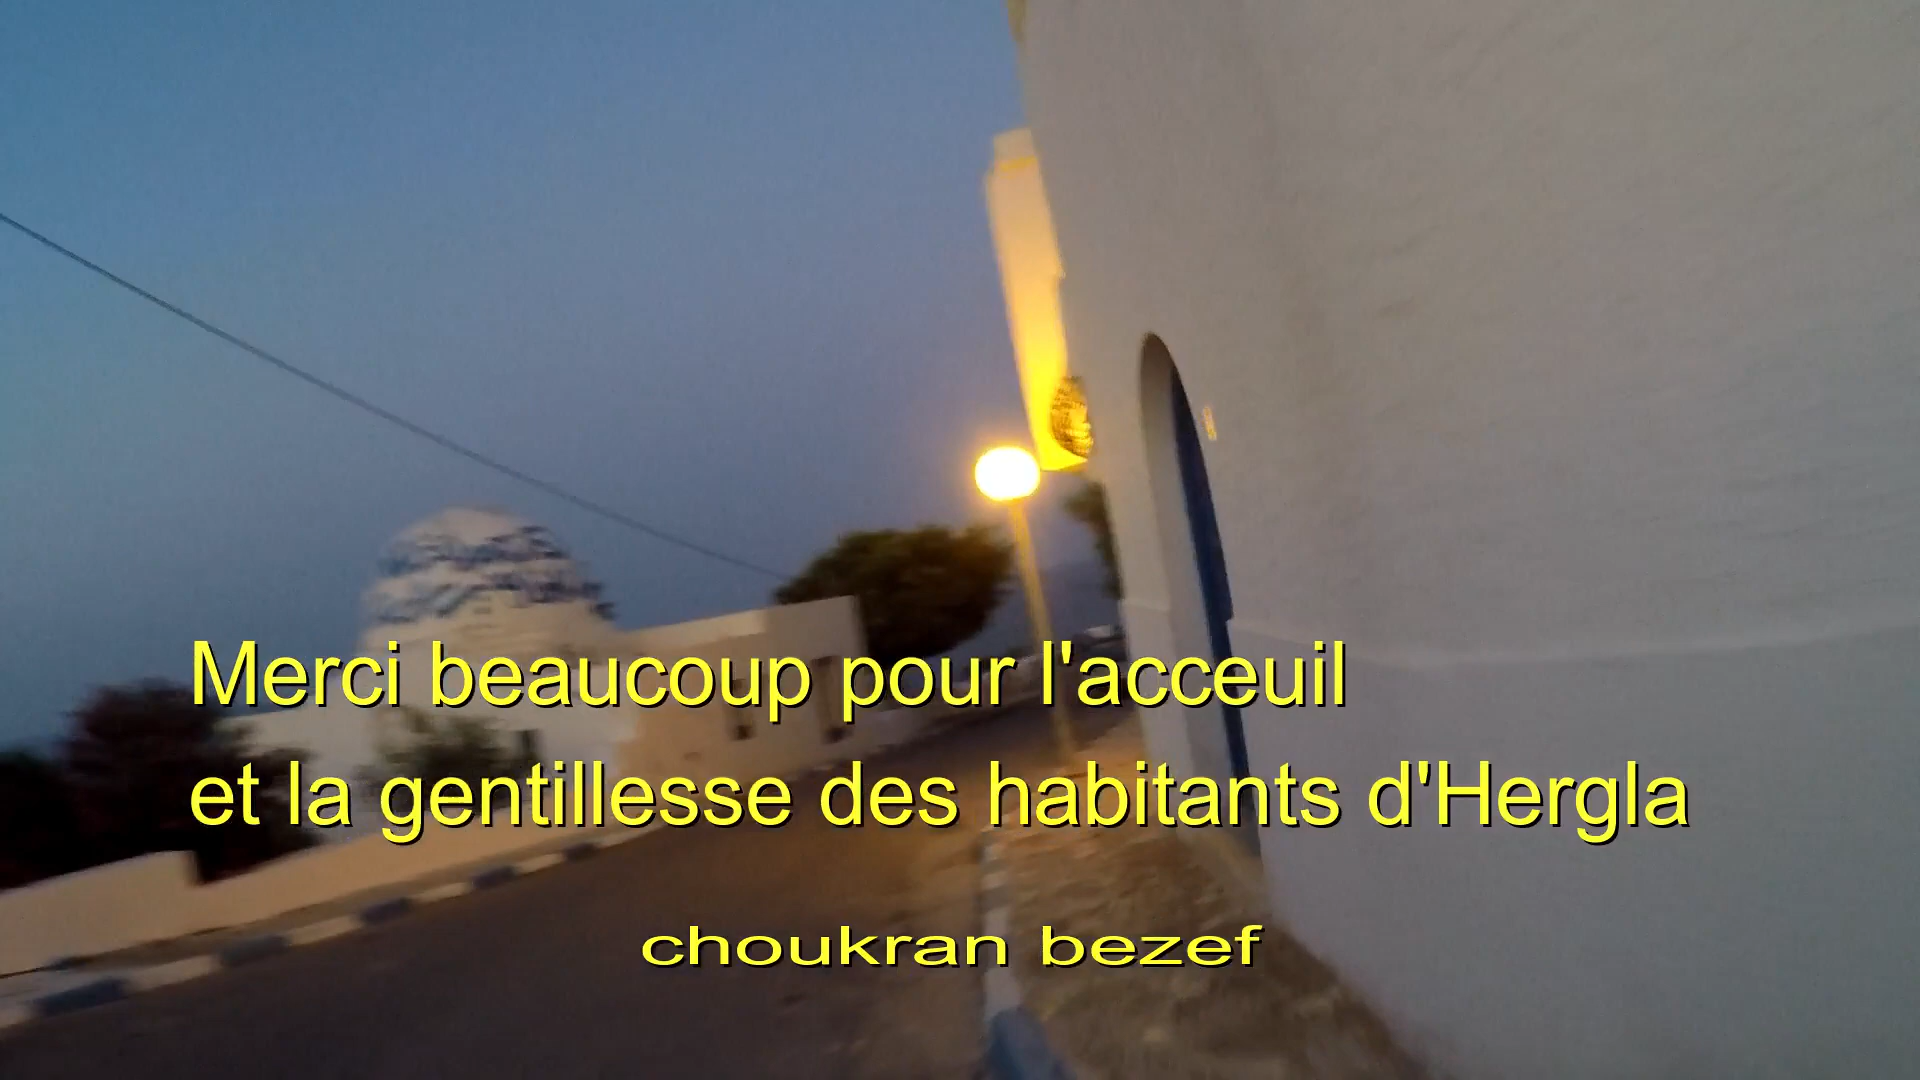 Merci beaucoup pour l'acceuil
et la gentillesse des habitants d'Hergla
choukran bezef